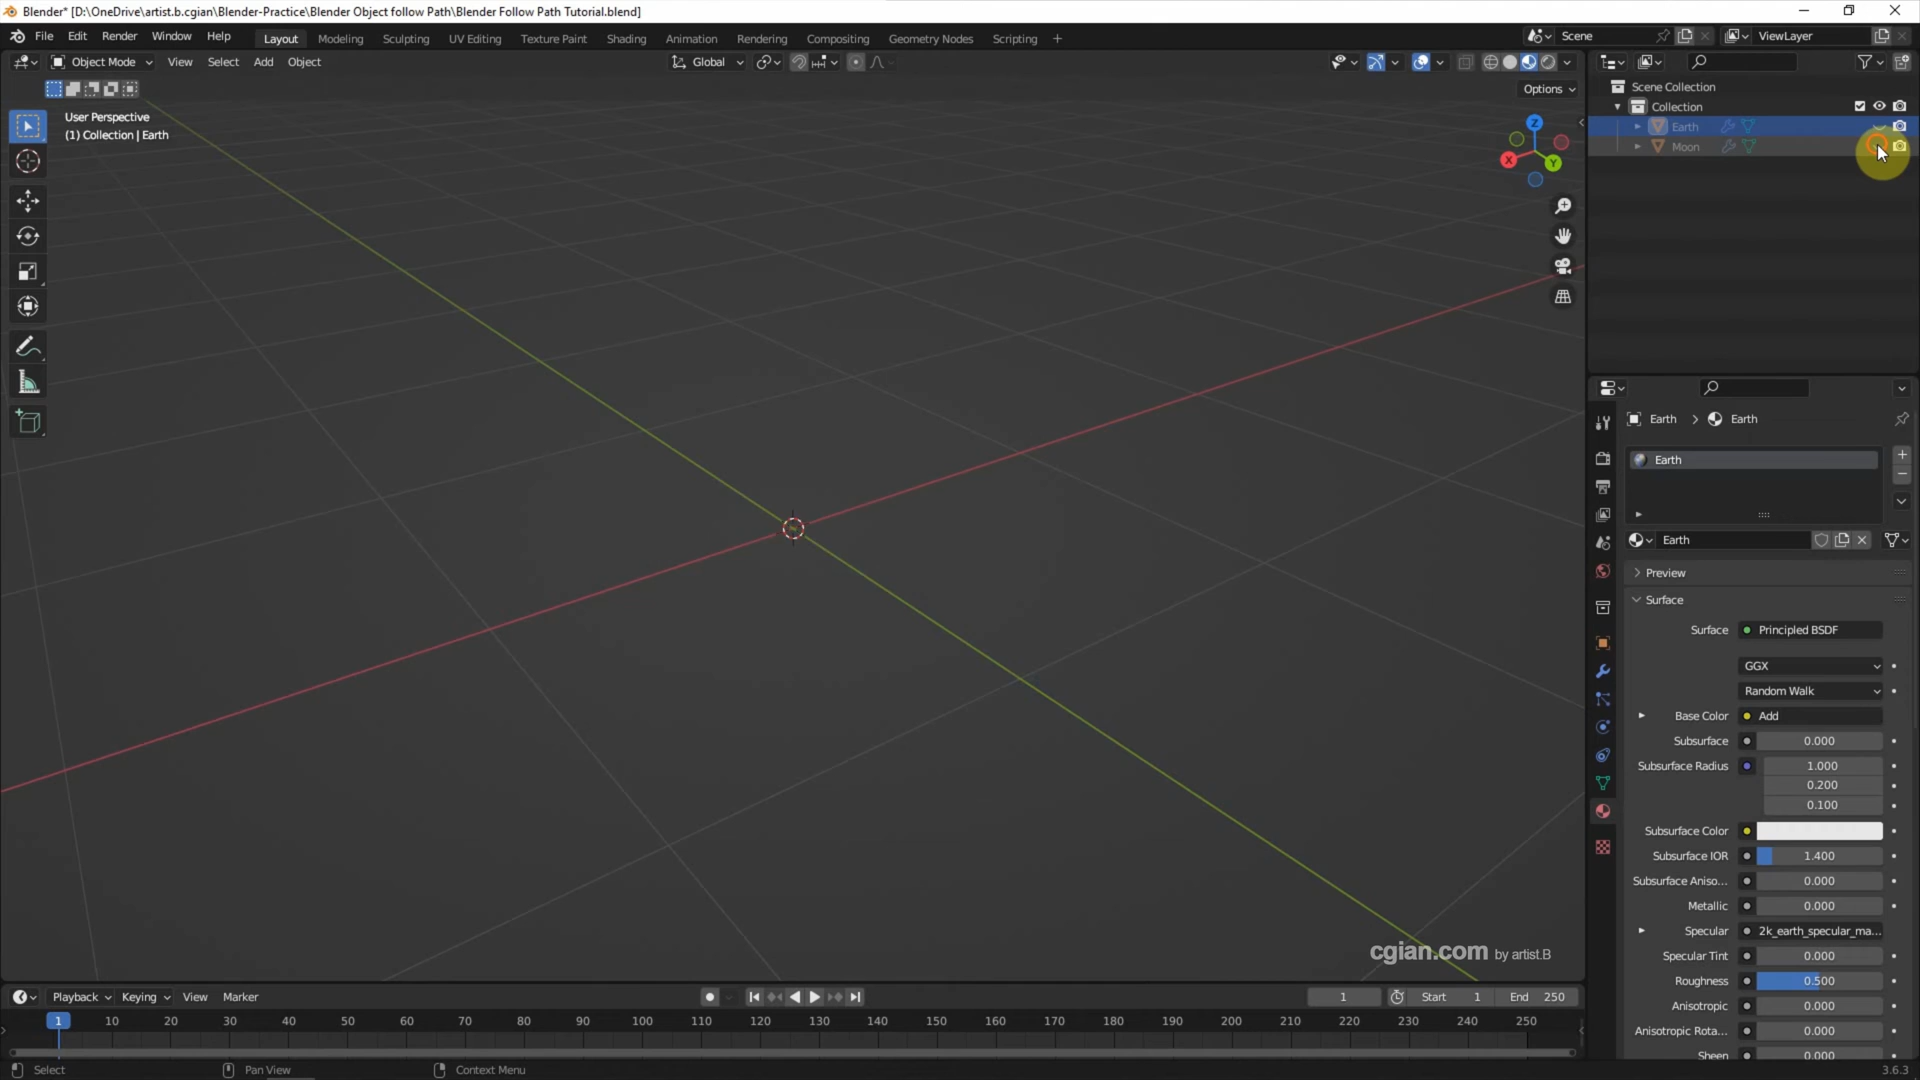 Blender* [D:\OneDrive\artist.b.cgian\Blender-Practice\Blender Object follow Path\Blender Follow Path Tutorial.blend]
File Edit Render Window Help Layout Modeling Sculpting UV Editing Texture Paint Shading Animation Rendering Compositing Geometry Nodes Scripting + Scene ViewLayer
Object Mode View Select Add Object Global
Options
User Perspective
(1) Collection | Earth
Z
X
Y
Scene Collection
Collection
Earth
Moon
Earth > Earth
Earth
Earth
Preview
Surface
Surface Principled BSDF
GGX
Random Walk
Base Color Add
Subsurface 0.000
Subsurface Radius 1.000
0.200
0.100
Subsurface Color
Subsurface IOR 1.400
Subsurface Aniso... 0.000
Metallic 0.000
Specular 2k_earth_specular_ma...
Specular Tint 0.000
Roughness 0.500
Anisotropic 0.000
Anisotropic Rota... 0.000
Sheen 0.000
cgian.com by artist.B
Playback Keying View Marker 1 Start 1 End 250
1 10 20 30 40 50 60 70 80 90 100 110 120 130 140 150 160 170 180 190 200 210 220 230 240 250
Select Pan View Context Menu 3.6.3